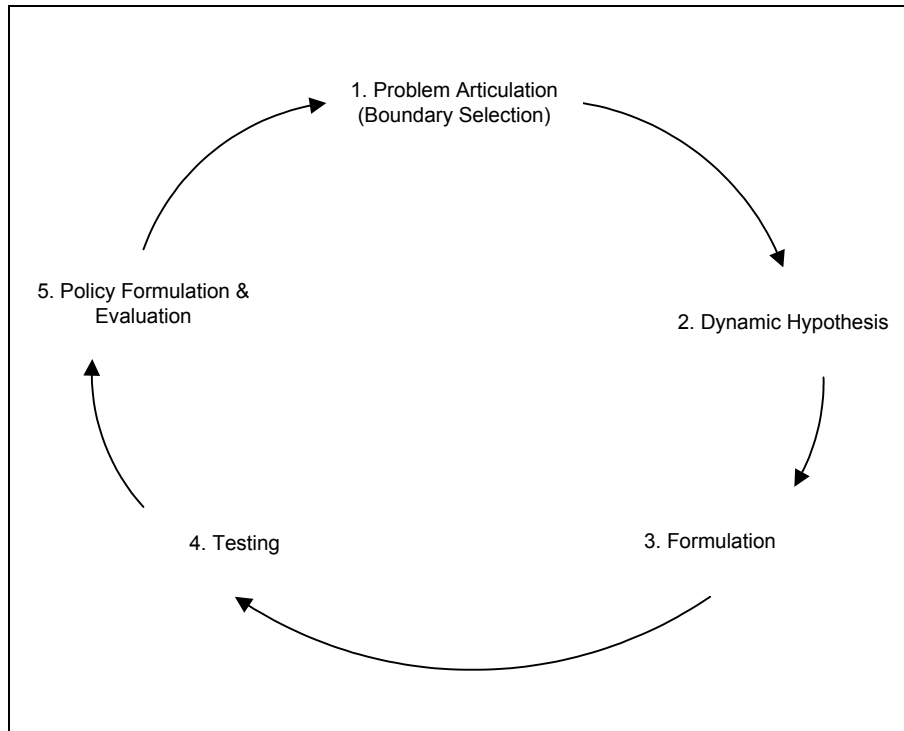 1. Problem Articulation
(Boundary Selection)
2. Dynamic Hypothesis
3. Formulation
4. Testing
5. Policy Formulation &
Evaluation